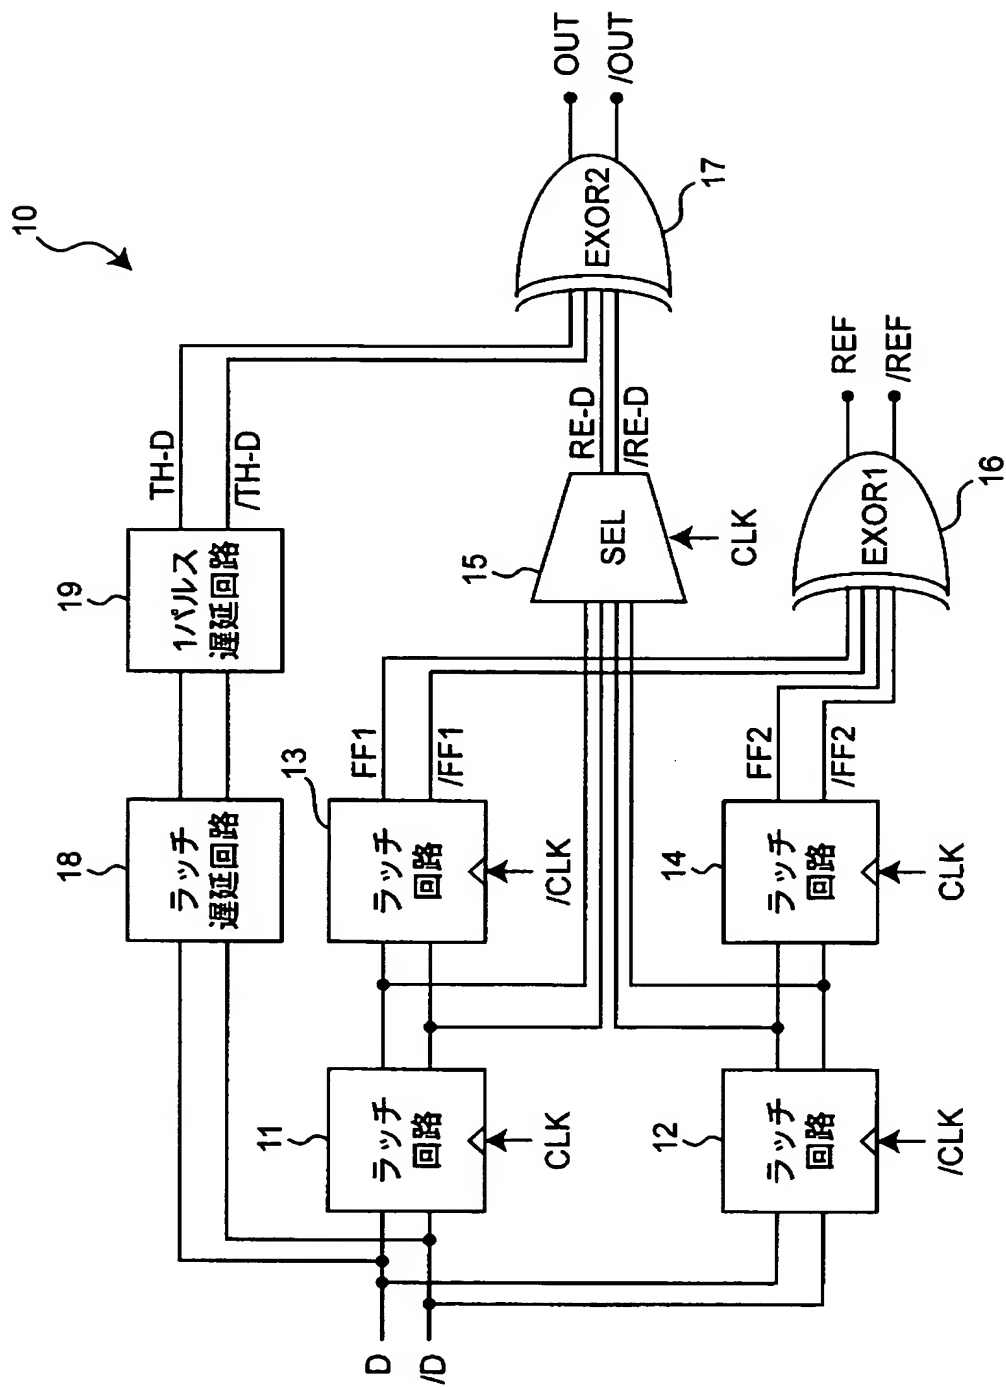 10
18
ラッチ
遅延回路
19
1パルス
遅延回路
TH-D
/TH-D
11
ラッチ
回路
CLK
13
ラッチ
回路
/CLK
FF1
/FF1
D
/D
15
SEL
CLK
RE-D
/RE-D
EXOR2
17
OUT
/OUT
12
ラッチ
回路
/CLK
14
ラッチ
回路
CLK
FF2
/FF2
EXOR1
16
REF
/REF